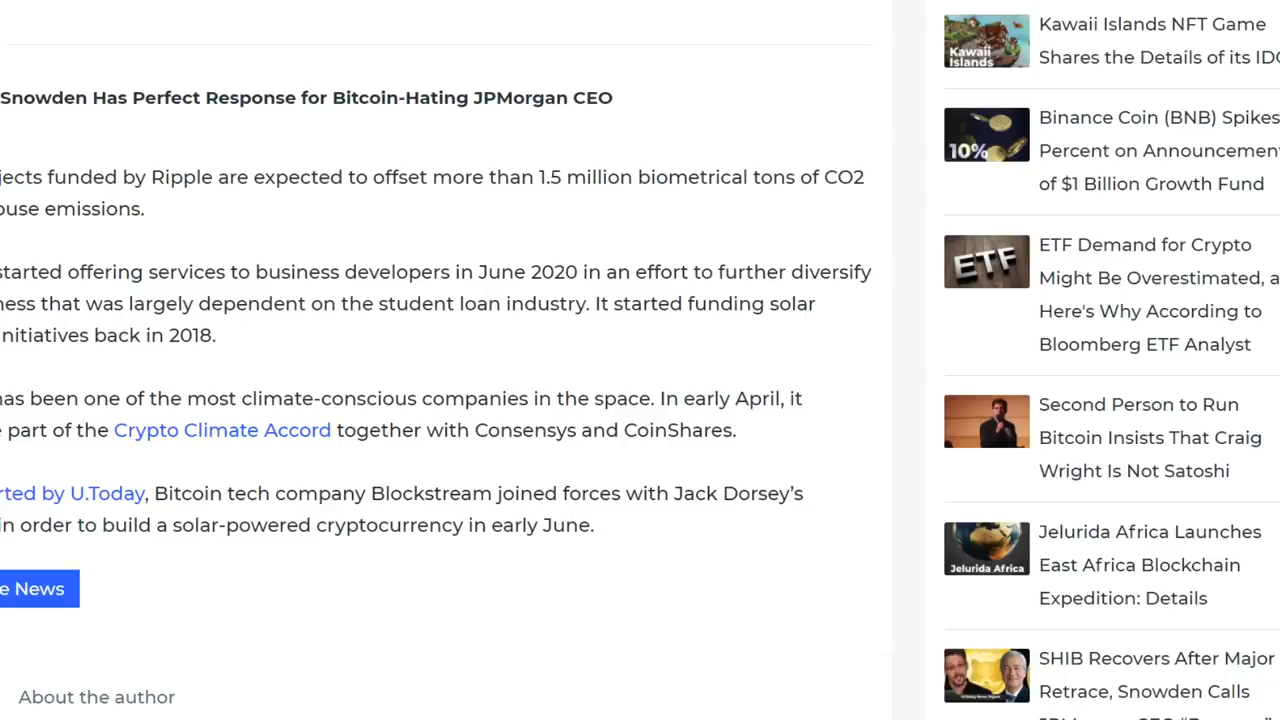 Snowden Has Perfect Response for Bitcoin-Hating JPMorgan CEO
jects funded by Ripple are expected to offset more than 1.5 million biometrical tons of CO2
ouse emissions.
started offering services to business developers in June 2020 in an effort to further diversify
ness that was largely dependent on the student loan industry. It started funding solar
initiatives back in 2018.
has been one of the most climate-conscious companies in the space. In early April, it
part of the Crypto Climate Accord together with Consensys and CoinShares.
rted by U.Today, Bitcoin tech company Blockstream joined forces with Jack Dorsey’s
in order to build a solar-powered cryptocurrency in early June.
e News
About the author
Kawaii
Islands
Kawaii Islands NFT Game
Shares the Details of its IDO
10%
Binance Coin (BNB) Spikes
Percent on Announcement
of $1 Billion Growth Fund
ETF
ETF Demand for Crypto
Might Be Overestimated, a
Here's Why According to
Bloomberg ETF Analyst
Second Person to Run
Bitcoin Insists That Craig
Wright Is Not Satoshi
Jelurida Africa
Jelurida Africa Launches
East Africa Blockchain
Expedition: Details
SHIB Recovers After Major
Retrace, Snowden Calls